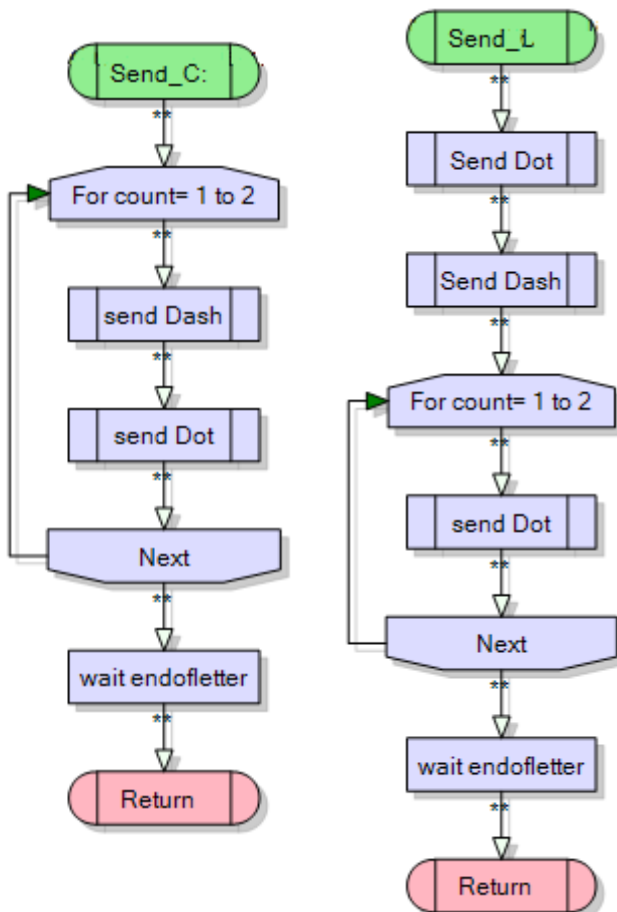 Send_C:
**
For count= 1 to 2
**
send Dash
**
send Dot
**
Next
**
wait endofletter
**
Return
Send_L
**
Send Dot
**
Send Dash
**
For count= 1 to 2
**
send Dot
**
Next
**
wait endofletter
**
Return